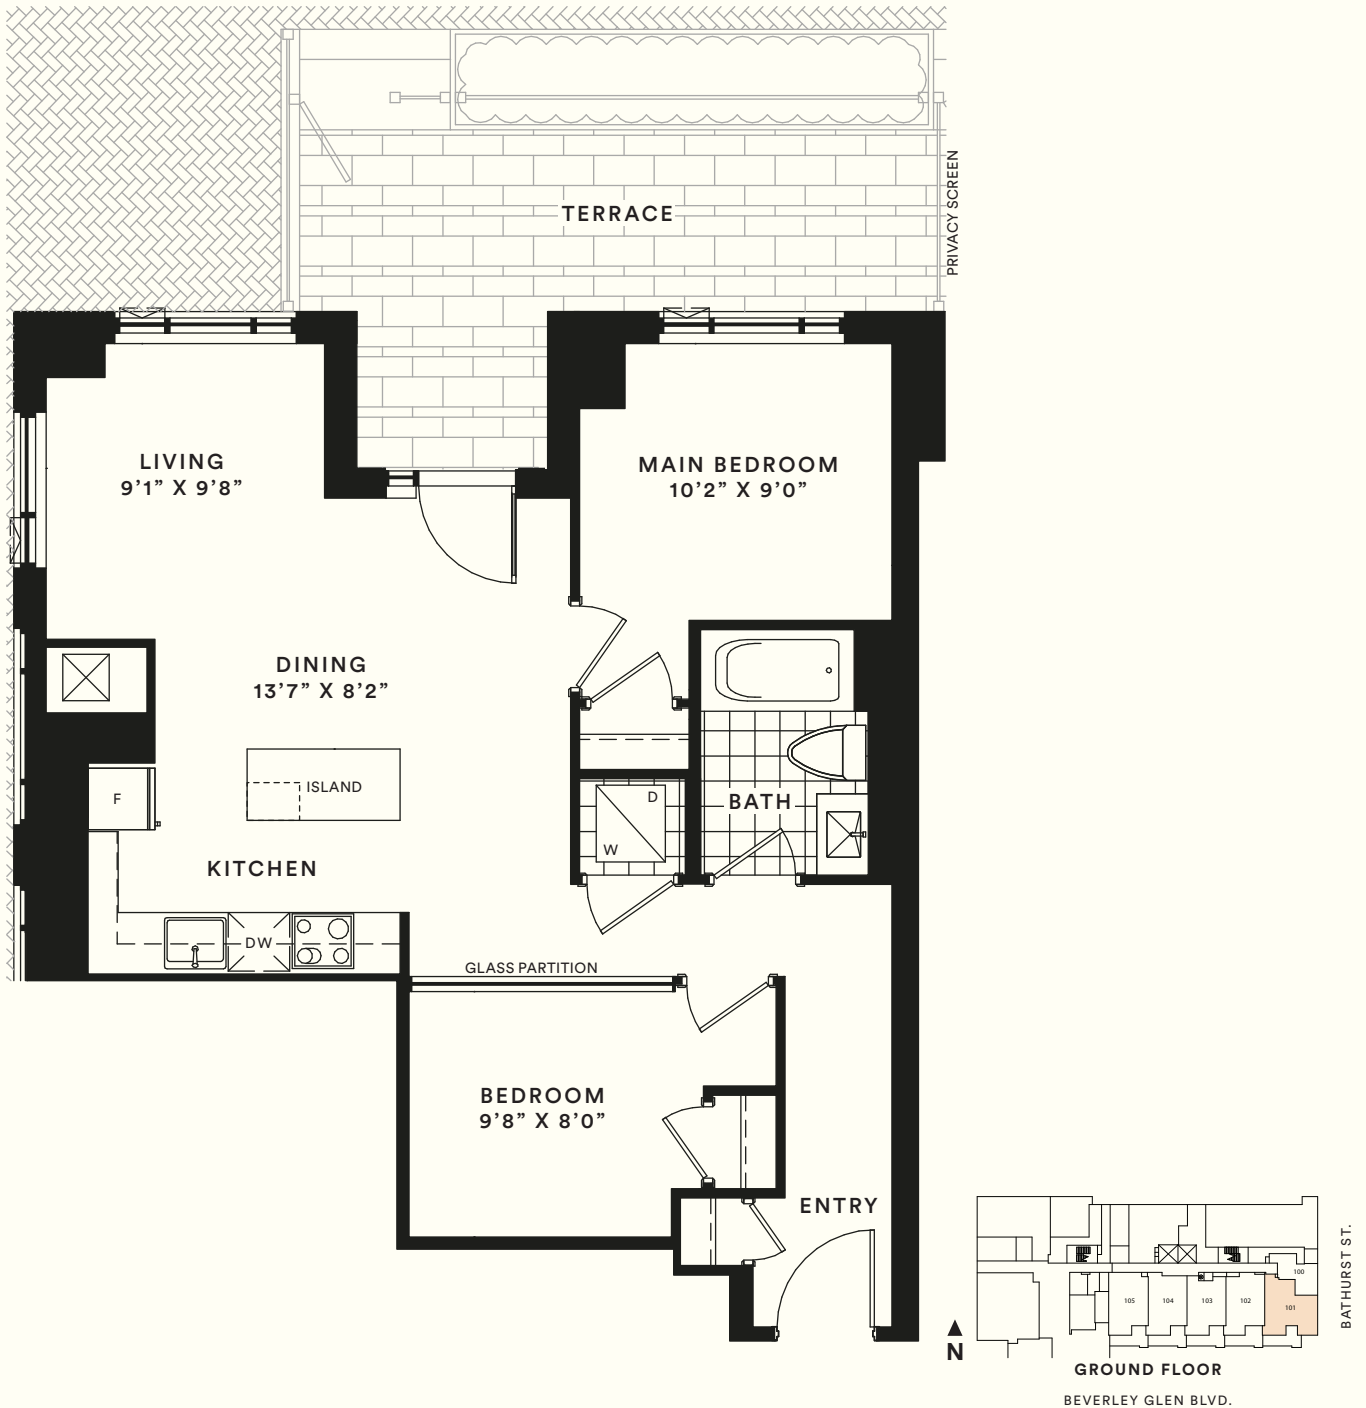 TERRACE
PRIVACY SCREEN
LIVING
9’1” X 9’8”
MAIN BEDROOM
10’2” X 9’0”
DINING
13’7” X 8’2”
ISLAND
F
D
W
BATH
KITCHEN
DW
GLASS PARTITION
BEDROOM
9’8” X 8’0”
ENTRY
100
105
104
103
102
101
BATHURST ST.
N
GROUND FLOOR
BEVERLEY GLEN BLVD.